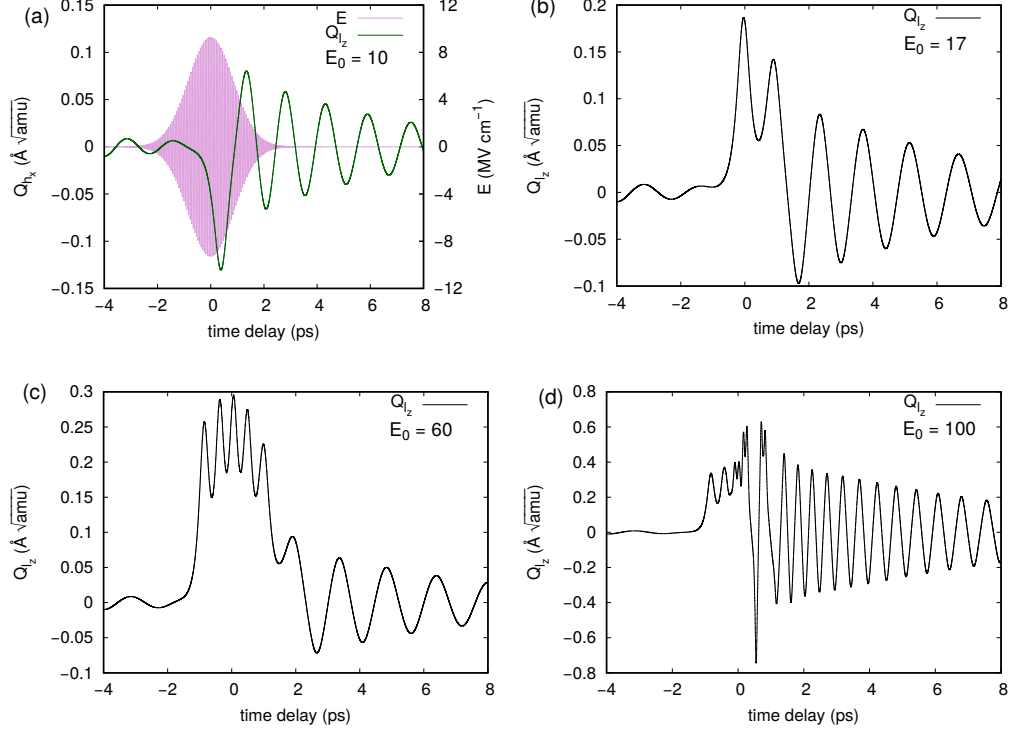 (a)
E
Q_{l_z}
E_0 = 10
0.15
0.1
0.05
0
−0.05
−0.1
−0.15
12
8
4
0
−4
−8
−12
Q_{h_x} (Å √amu)
E (MV cm^{−1})
−4 −2 0 2 4 6 8
time delay (ps)
(b)
Q_{l_z}
E_0 = 17
0.2
0.15
0.1
0.05
0
−0.05
−0.1
Q_{l_z} (Å √amu)
−4 −2 0 2 4 6 8
time delay (ps)
(c)
Q_{l_z}
E_0 = 60
0.3
0.25
0.2
0.15
0.1
0.05
0
−0.05
−0.1
Q_{l_z} (Å √amu)
−4 −2 0 2 4 6 8
time delay (ps)
(d)
Q_{l_z}
E_0 = 100
0.8
0.6
0.4
0.2
0
−0.2
−0.4
−0.6
−0.8
Q_{l_z} (Å √amu)
−4 −2 0 2 4 6 8
time delay (ps)